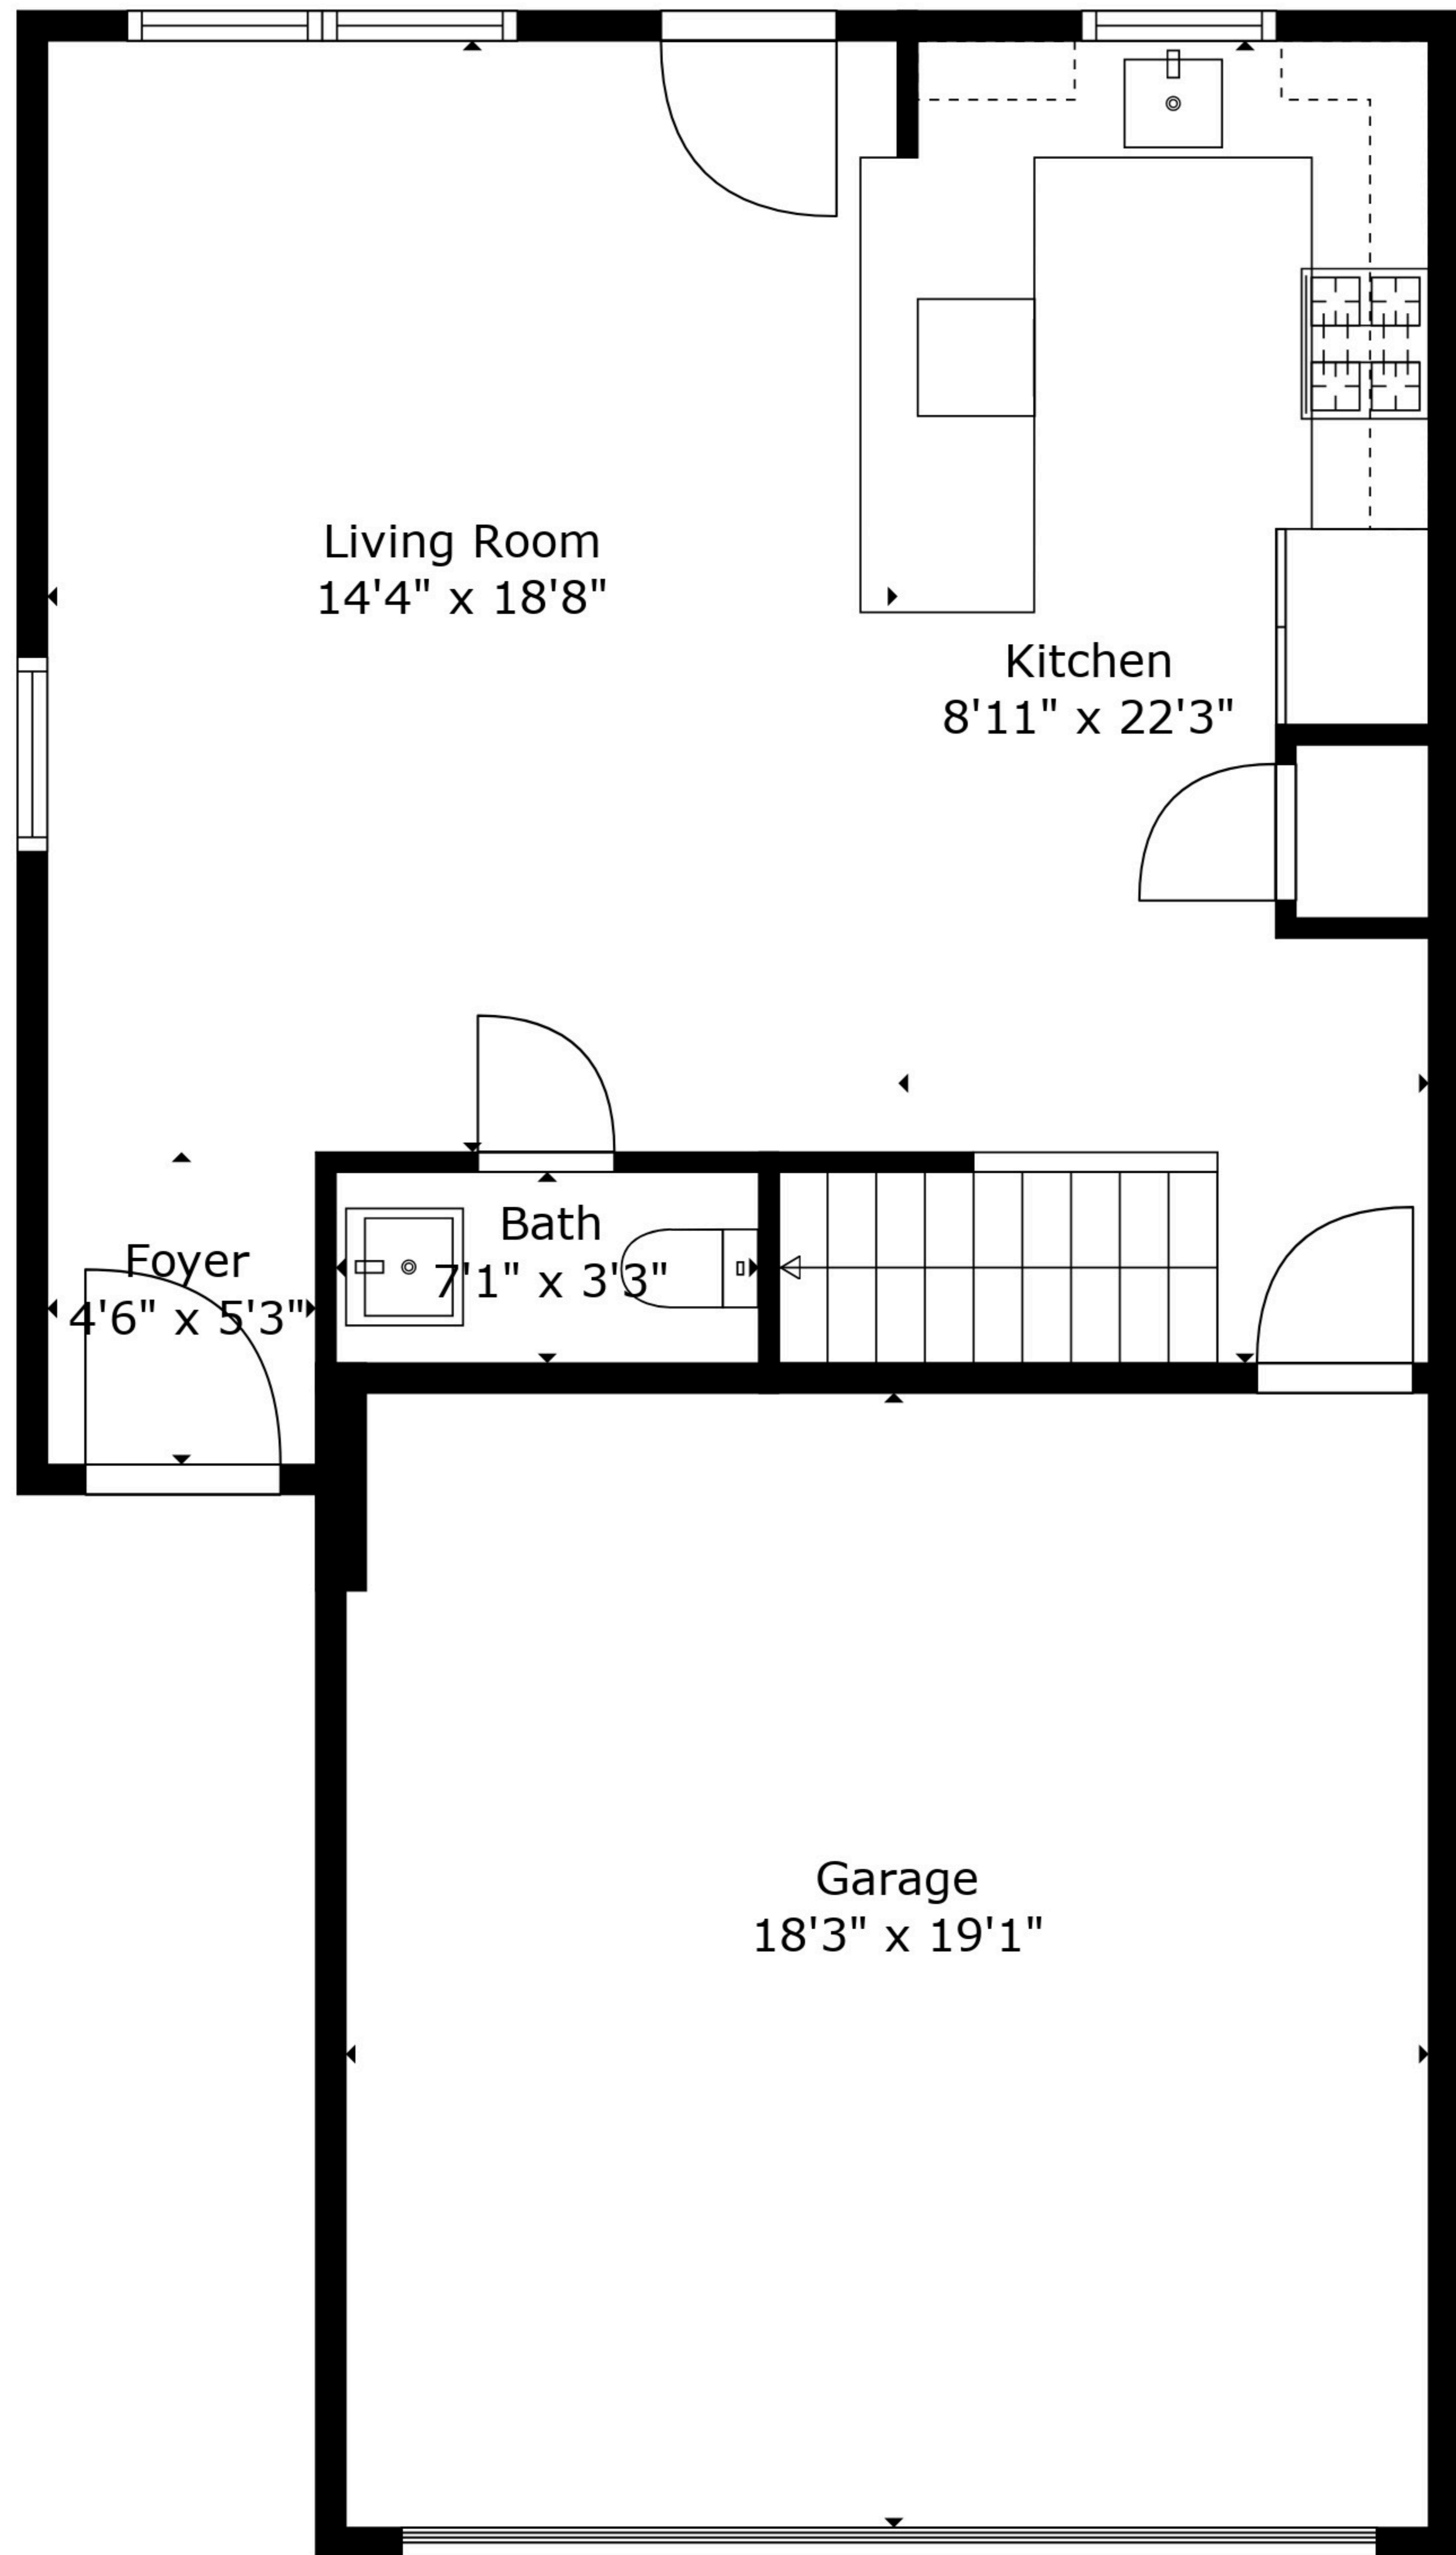 Living Room
14'4" x 18'8"
Kitchen
8'11" x 22'3"
Bath
7'1" x 3'3"
Foyer
4'6" x 5'3"
Garage
18'3" x 19'1"